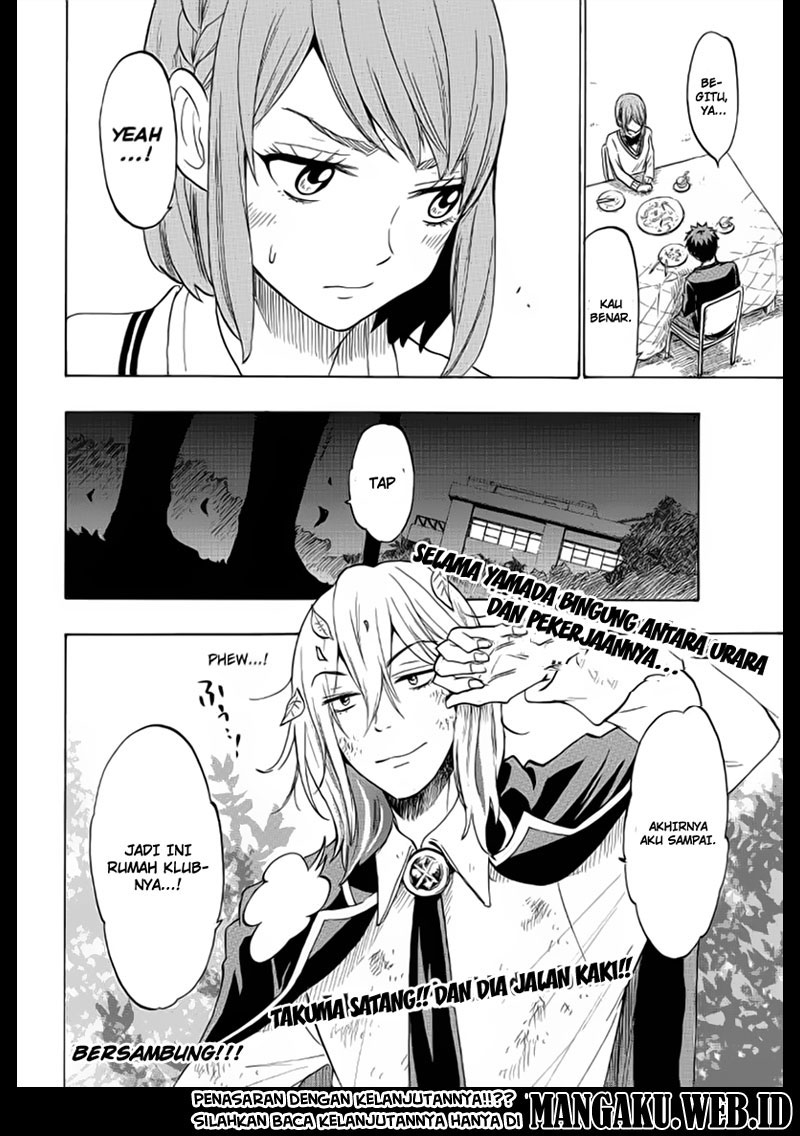 BE-
GITU,
YA...
KAU
BENAR.
YEAH
...!
TAP
SELAMA YAMADA BINGUNG ANTARA URARA
DAN PEKERJAANNYA...
PHEW...!
ふぅ…!
AKHIRNYA
AKU SAMPAI.
JADI INI
RUMAH KLUB-
NYA...!
TAKUMA SATANG!! DAN DIA JALAN KAKI!!
BERSAMBUNG!!!
PENASARAN DENGAN KELANJUTANNYA!!??
SILAHKAN BACA KELANJUTANNYA HANYA DI MANGAKU.WEB.ID